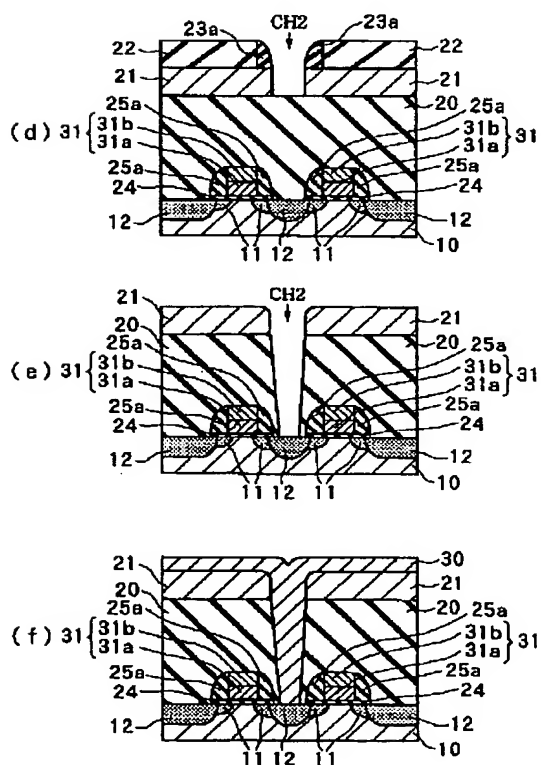 23a CH2 23a
22 22
21 21
25a 20 25a
(d) 31 { 31b 31b } 31
31a 31a
25a 25a
24 24
12 12
11 12 11 10
CH2
21 21
20 20
25a 25a
(e) 31 { 31b 31b } 31
31a 31a
25a 25a
24 24
12 12
11 12 11 10
21 30
20 21
25a 20 25a
(f) 31 { 31b 31b } 31
31a 31a
25a 25a
24 24
12 12
11 12 11 10